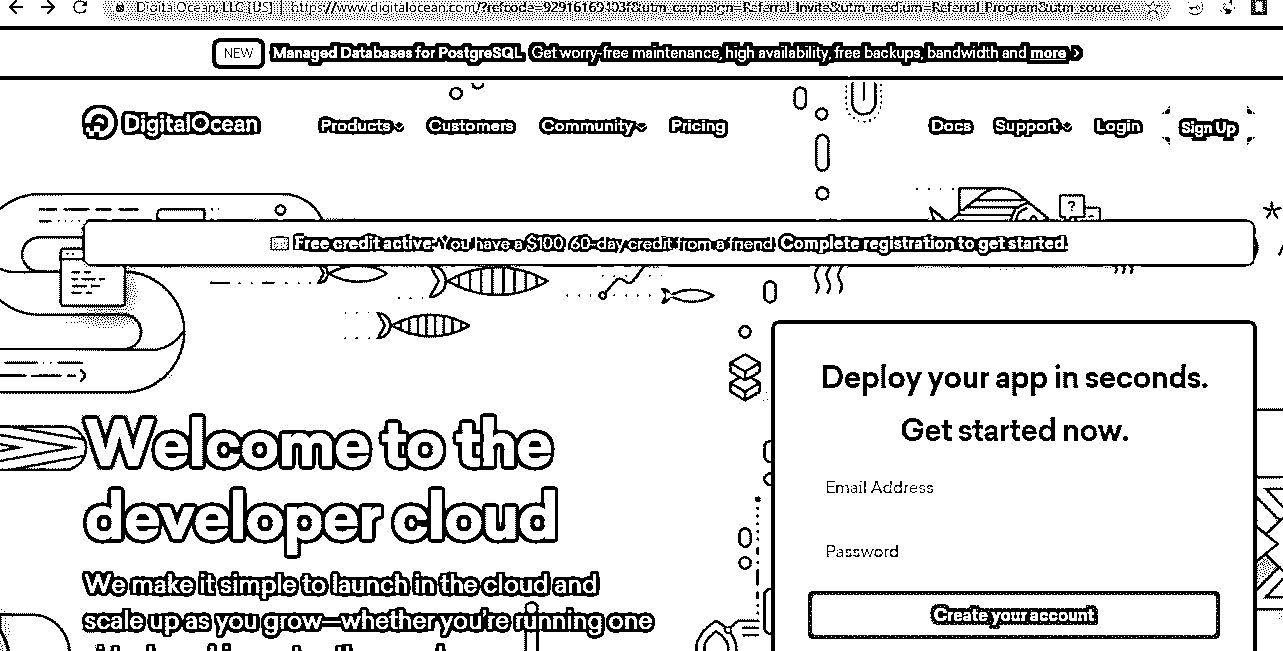 DigitalOcean, LLC [US] | https://www.digitalocean.com/?refcode=92916169403f&utm_campaign=Referral_Invite&utm_medium=Referral_Program&utm_source...
NEW Managed Databases for PostgreSQL Get worry-free maintenance, high availability, free backups, bandwidth and more
DigitalOcean Products Customers Community Pricing Docs Support Login Sign Up
?
Free credit active: You have a $100, 60-day credit from a friend. Complete registration to get started.
Welcome to the
developer cloud
We make it simple to launch in the cloud and
scale up as you grow—whether you're running one
Deploy your app in seconds.
Get started now.
Email Address
Password
Create your account